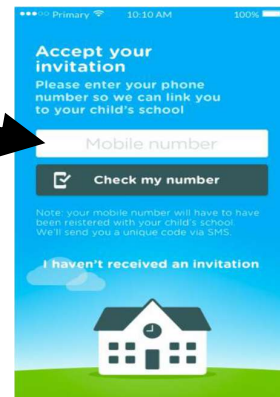 Primary 10:10 AM 100%
Accept your
invitation
Please enter your phone
number so we can link you
to your child's school
Mobile number
Check my number
Note: your mobile number will have to have
been reistered with your child's school.
We'll send you a unique code via SMS.
I haven't received an invitation